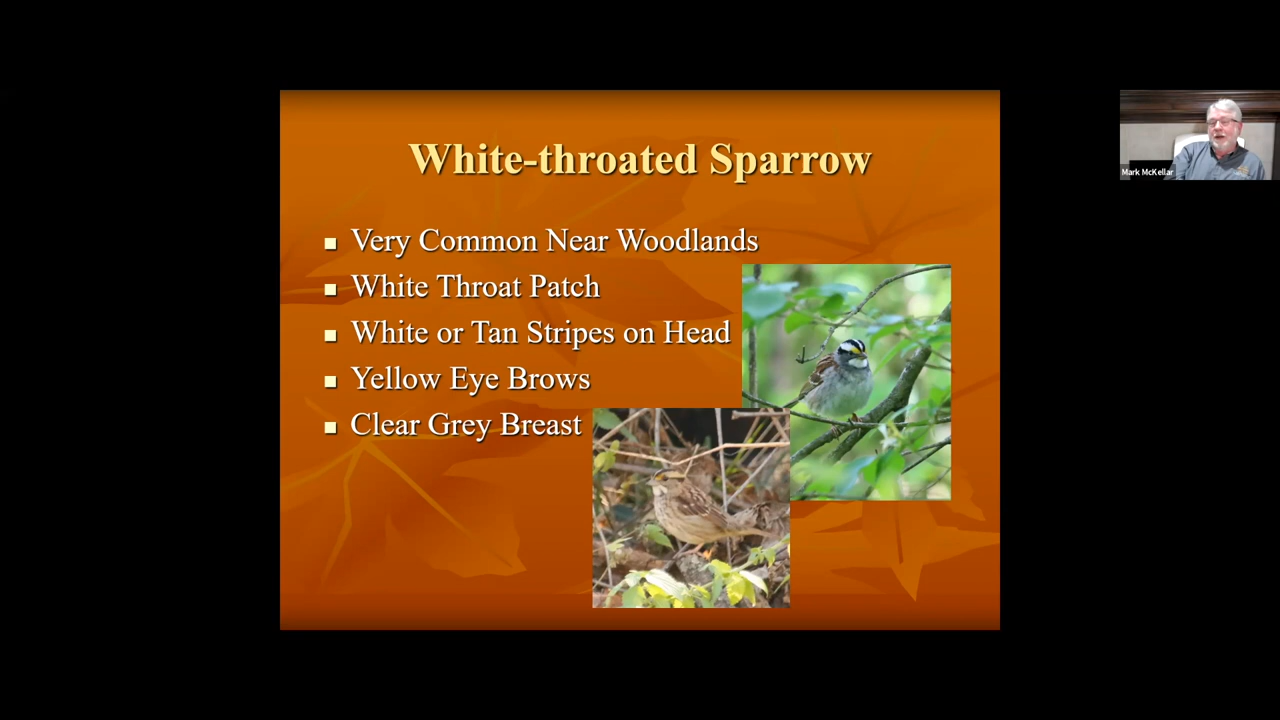 White-throated Sparrow
Very Common Near Woodlands
White Throat Patch
White or Tan Stripes on Head
Yellow Eye Brows
Clear Grey Breast
Mark McKellar